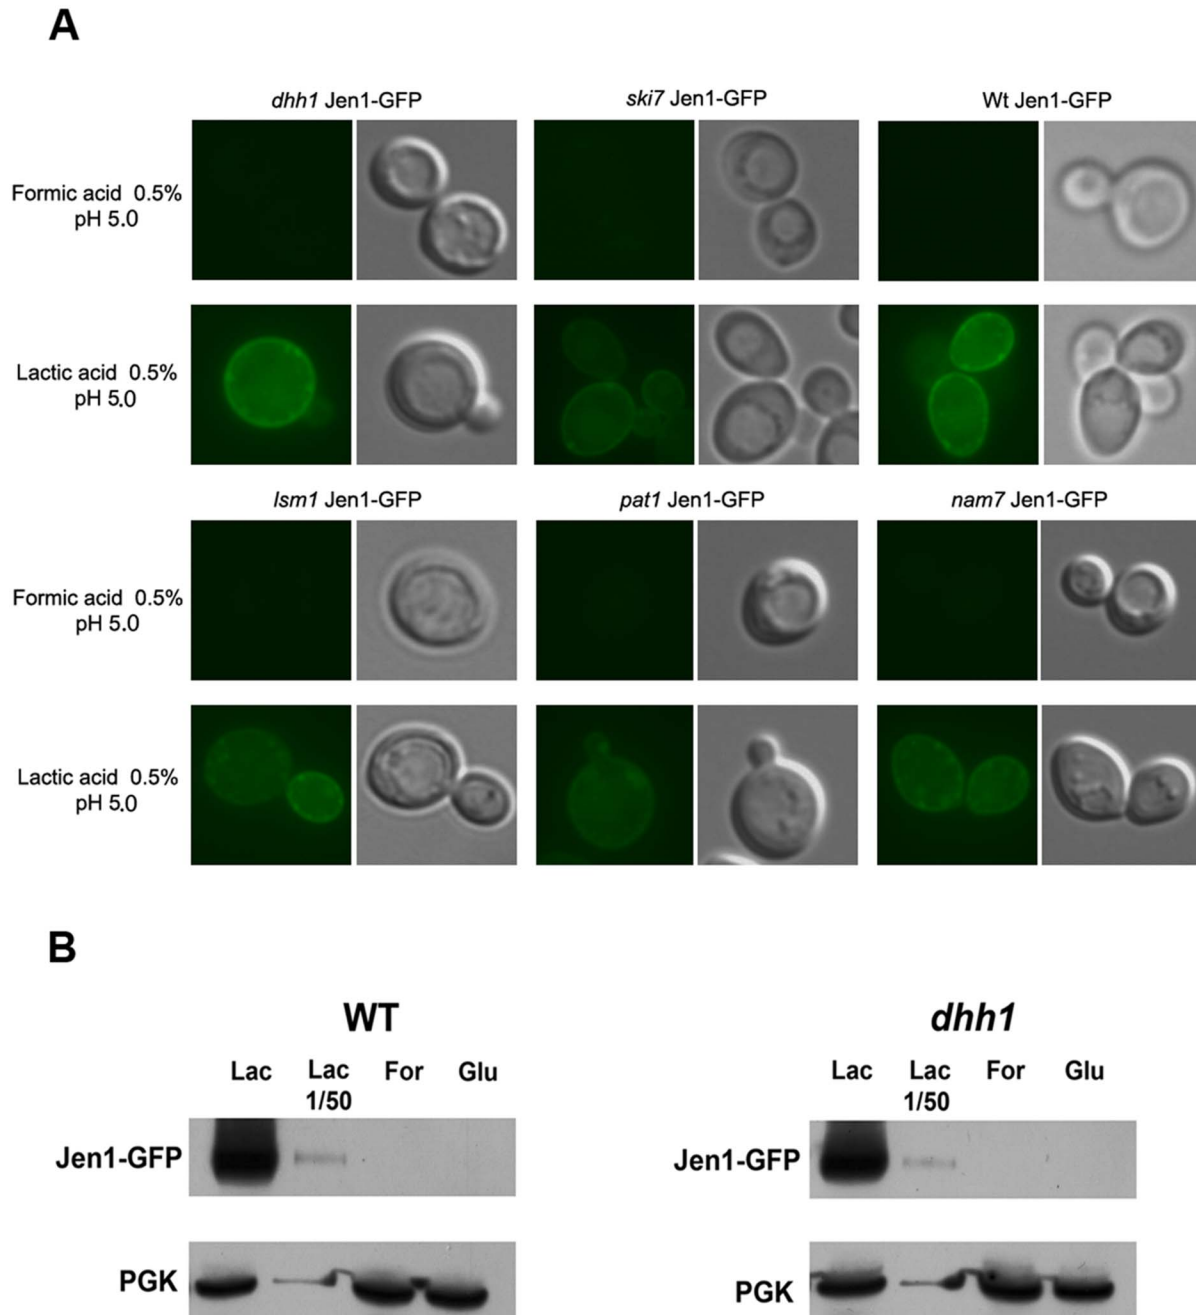 A
dhh1 Jen1-GFP
ski7 Jen1-GFP
Wt Jen1-GFP
Formic acid 0.5%
pH 5.0
Lactic acid 0.5%
pH 5.0
lsm1 Jen1-GFP
pat1 Jen1-GFP
nam7 Jen1-GFP
Formic acid 0.5%
pH 5.0
Lactic acid 0.5%
pH 5.0
B
WT
Lac
Lac
1/50
For
Glu
Jen1-GFP
PGK
dhh1
Lac
Lac
1/50
For
Glu
Jen1-GFP
PGK